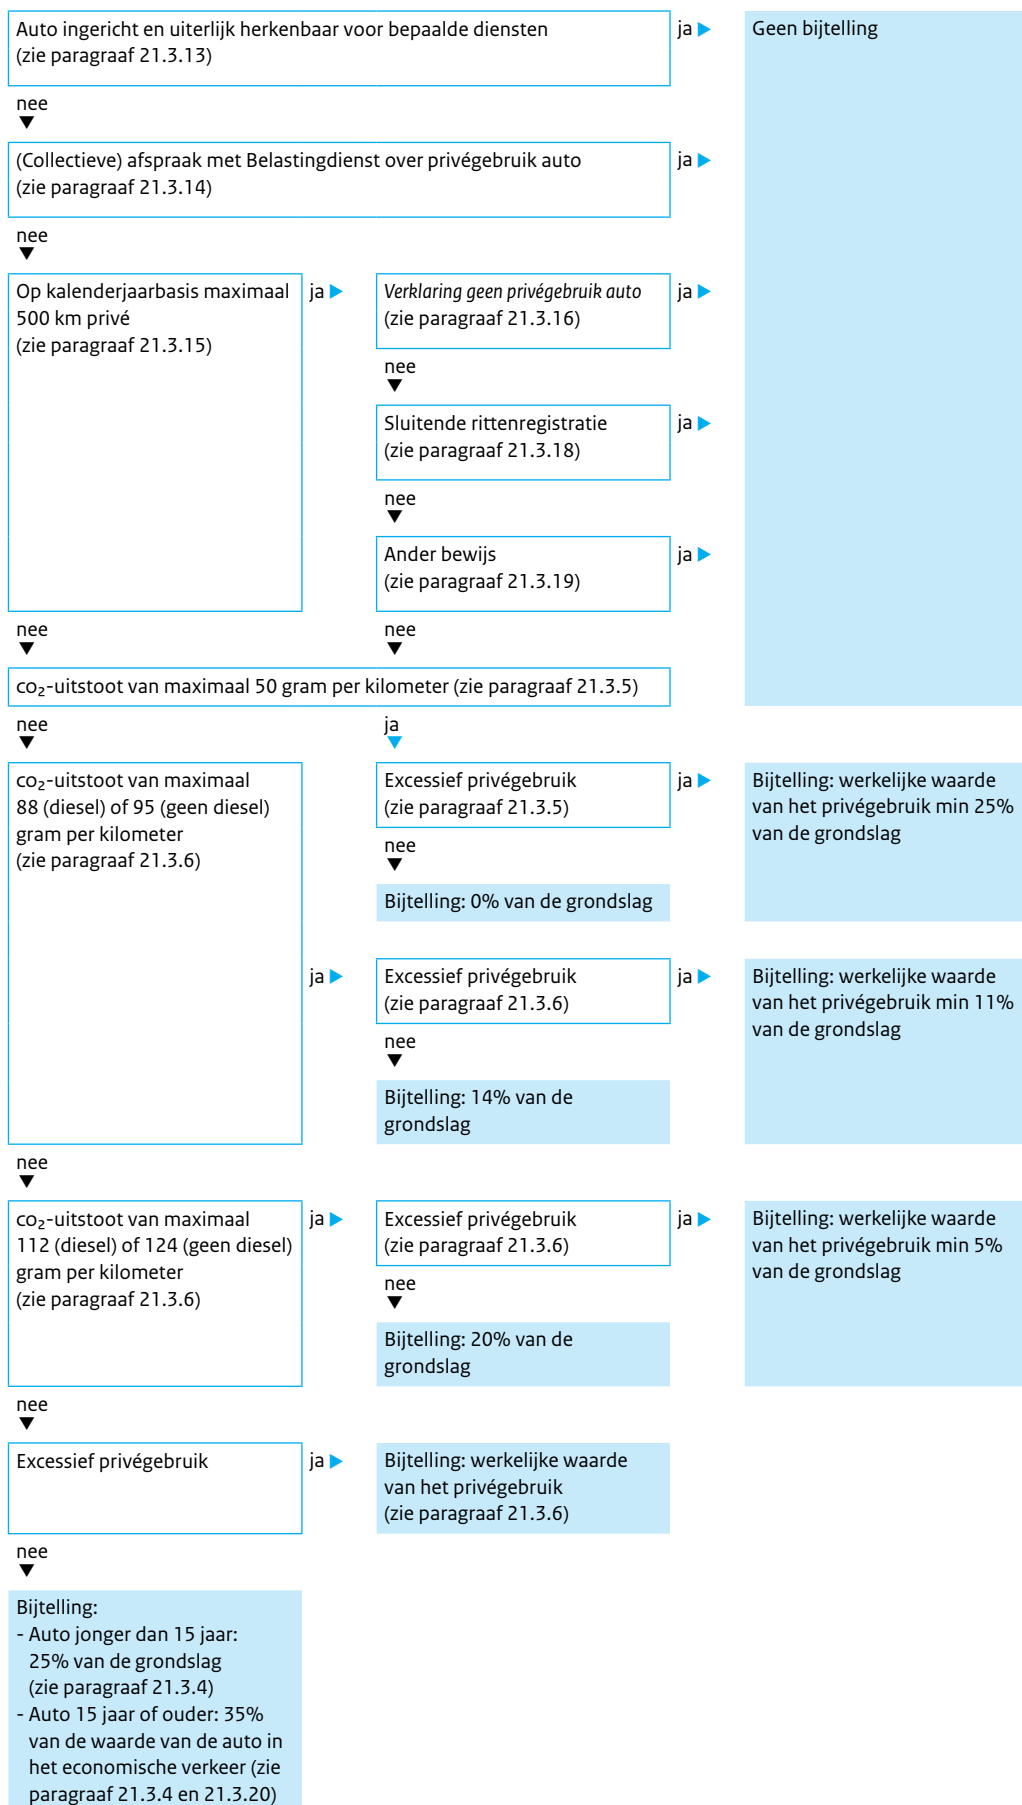 Auto ingericht en uiterlijk herkenbaar voor bepaalde diensten
(zie paragraaf 21.3.13)
ja
Geen bijtelling
nee
(Collectieve) afspraak met Belastingdienst over privégebruik auto
(zie paragraaf 21.3.14)
ja
nee
Op kalenderjaarbasis maximaal
500 km privé
(zie paragraaf 21.3.15)
ja
Verklaring geen privégebruik auto
(zie paragraaf 21.3.16)
ja
nee
Sluitende rittenregistratie
(zie paragraaf 21.3.18)
ja
nee
Ander bewijs
(zie paragraaf 21.3.19)
ja
nee
nee
co₂-uitstoot van maximaal 50 gram per kilometer (zie paragraaf 21.3.5)
nee
ja
co₂-uitstoot van maximaal
88 (diesel) of 95 (geen diesel)
gram per kilometer
(zie paragraaf 21.3.6)
Excessief privégebruik
(zie paragraaf 21.3.5)
ja
Bijtelling: werkelijke waarde
van het privégebruik min 25%
van de grondslag
nee
Bijtelling: 0% van de grondslag
ja
Excessief privégebruik
(zie paragraaf 21.3.6)
ja
Bijtelling: werkelijke waarde
van het privégebruik min 11%
van de grondslag
nee
Bijtelling: 14% van de
grondslag
nee
co₂-uitstoot van maximaal
112 (diesel) of 124 (geen diesel)
gram per kilometer
(zie paragraaf 21.3.6)
ja
Excessief privégebruik
(zie paragraaf 21.3.6)
ja
Bijtelling: werkelijke waarde
van het privégebruik min 5%
van de grondslag
nee
Bijtelling: 20% van de
grondslag
nee
Excessief privégebruik
ja
Bijtelling: werkelijke waarde
van het privégebruik
(zie paragraaf 21.3.6)
nee
Bijtelling:
- Auto jonger dan 15 jaar:
25% van de grondslag
(zie paragraaf 21.3.4)
- Auto 15 jaar of ouder: 35%
van de waarde van de auto in
het economische verkeer (zie
paragraaf 21.3.4 en 21.3.20)